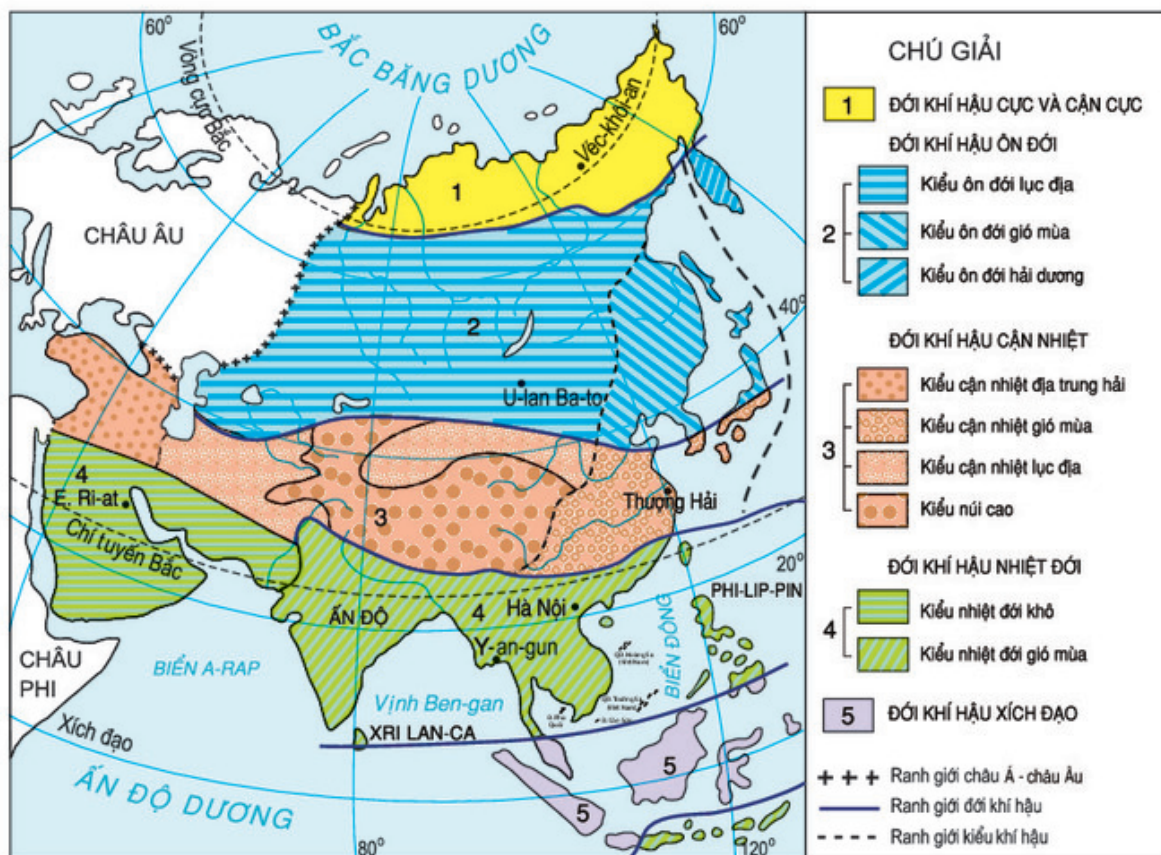 60°
60°
BẮC BĂNG DƯƠNG
Vòng cực Bắc
Véc-khôi-an
1
CHÂU ÂU
2
40°
U-lan Ba-to
4
E. Ri-at
3
Thượng Hải
Chí tuyến Bắc
20°
ẤN ĐỘ
4
Hà Nội
PHI-LIP-PIN
Y-an-gun
BIỂN ĐÔNG
CHÂU
PHI
BIỂN A-RAP
Vịnh Ben-gan
XRI LAN-CA
Xích đạo
5
5
ẤN ĐỘ DƯƠNG
80°
120°
CHÚ GIẢI
1 ĐỚI KHÍ HẬU CỰC VÀ CẬN CỰC
ĐỚI KHÍ HẬU ÔN ĐỚI
2
Kiểu ôn đới lục địa
Kiểu ôn đới gió mùa
Kiểu ôn đới hải dương
ĐỚI KHÍ HẬU CẬN NHIỆT
3
Kiểu cận nhiệt địa trung hải
Kiểu cận nhiệt gió mùa
Kiểu cận nhiệt lục địa
Kiểu núi cao
ĐỚI KHÍ HẬU NHIỆT ĐỚI
4
Kiểu nhiệt đới khô
Kiểu nhiệt đới gió mùa
5 ĐỚI KHÍ HẬU XÍCH ĐẠO
Ranh giới châu Á - châu Âu
Ranh giới đới khí hậu
Ranh giới kiểu khí hậu